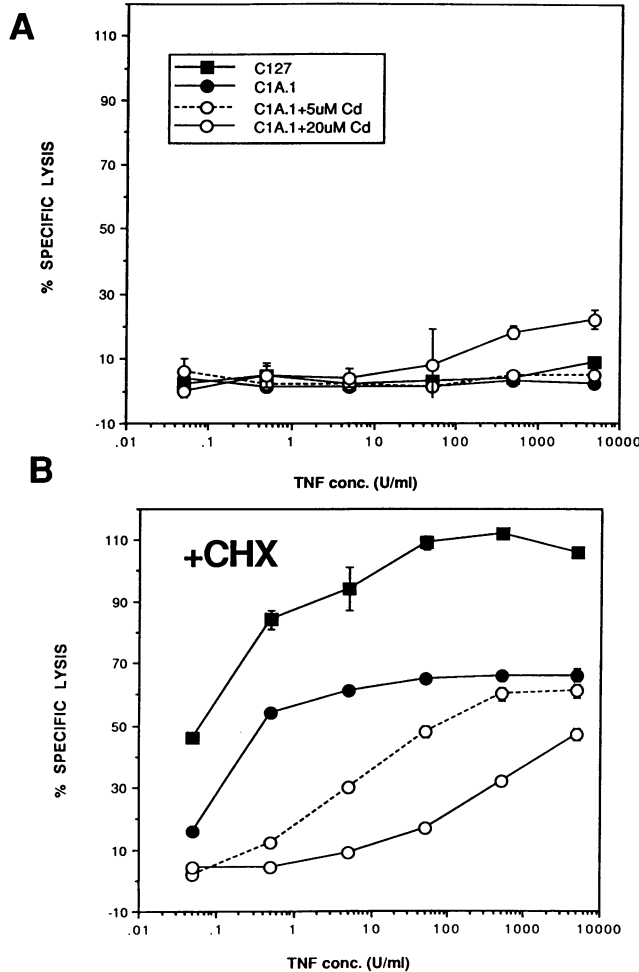 A
110
90
70
50
30
10
-10
% SPECIFIC LYSIS
C127
C1A.1
C1A.1+5uM Cd
C1A.1+20uM Cd
.01 .1 1 10 100 1000 10000
TNF conc. (U/ml)
B
+CHX
110
90
70
50
30
10
-10
% SPECIFIC LYSIS
.01 .1 1 10 100 1000 10000
TNF conc. (U/ml)